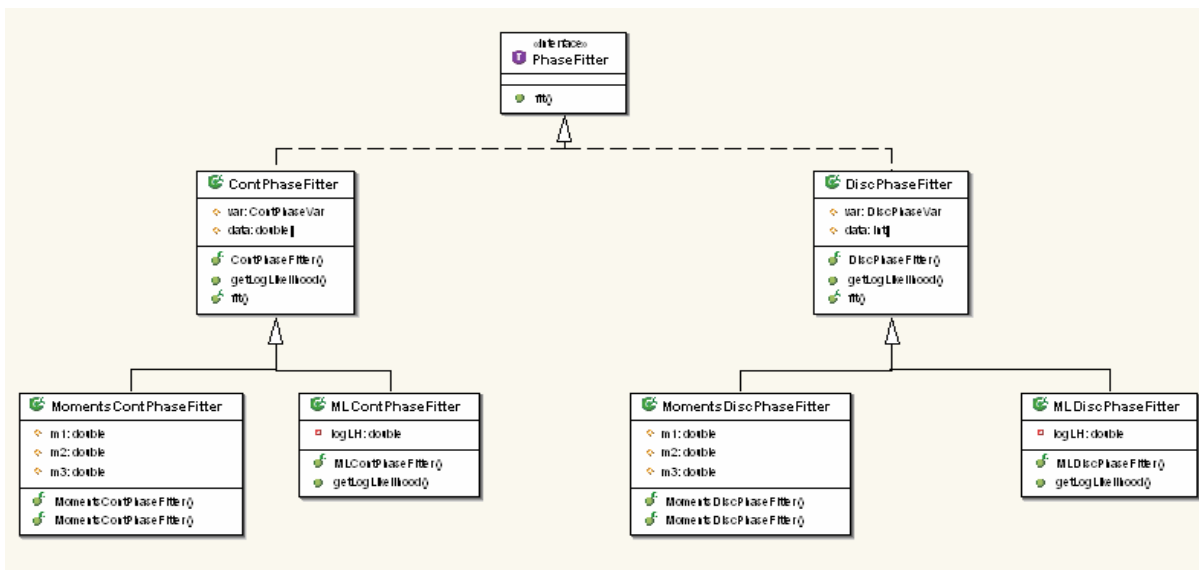 «Interface»
PhaseFitter
fit()
ContPhaseFitter
var: ContPhaseVar
data: double[]
ContPhaseFitter()
getLogLikelihood()
fit()
DiscPhaseFitter
var: DiscPhaseVar
data: int[]
DiscPhaseFitter()
getLogLikelihood()
fit()
MomentsContPhaseFitter
m1: double
m2: double
m3: double
MomentsContPhaseFitter()
MomentsContPhaseFitter()
MLContPhaseFitter
logLH: double
MLContPhaseFitter()
getLogLikelihood()
MomentsDiscPhaseFitter
m1: double
m2: double
m3: double
MomentsDiscPhaseFitter()
MomentsDiscPhaseFitter()
MLDiscPhaseFitter
logLH: double
MLDiscPhaseFitter()
getLogLikelihood()